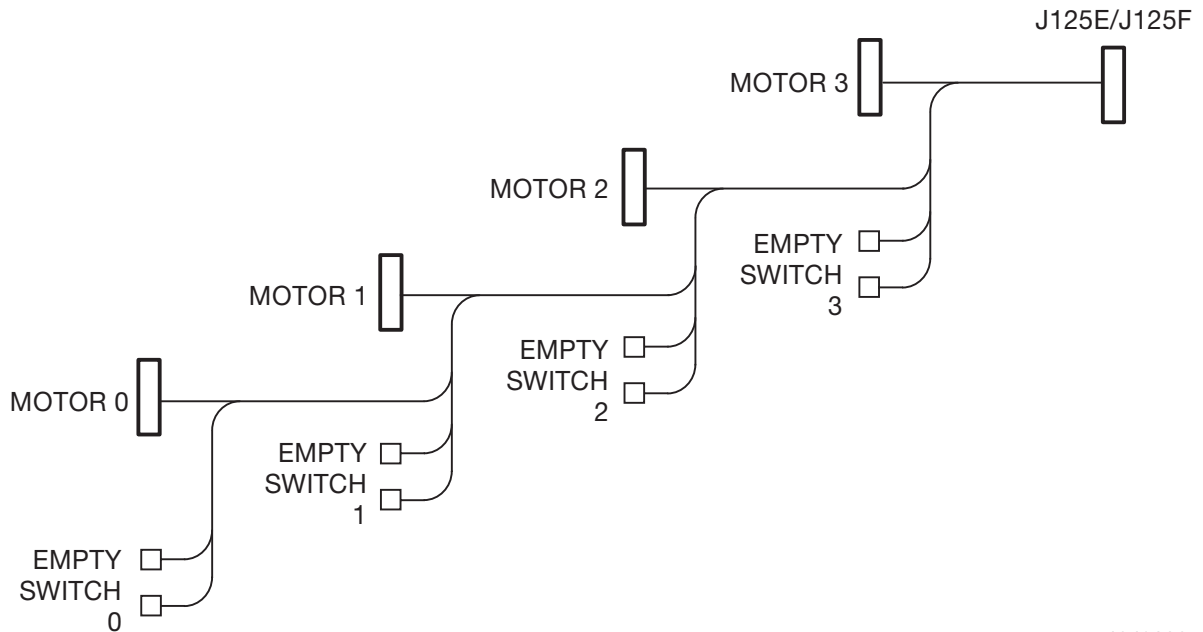 J125E/J125F
MOTOR 3
MOTOR 2
EMPTY
SWITCH
3
MOTOR 1
EMPTY
SWITCH
2
MOTOR 0
EMPTY
SWITCH
1
EMPTY
SWITCH
0